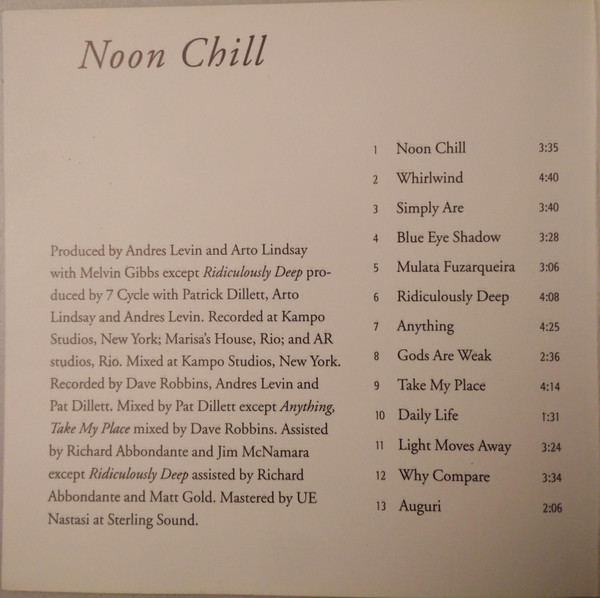 Noon Chill
Produced by Andres Levin and Arto Lindsay
with Melvin Gibbs except Ridiculously Deep pro-
duced by 7 Cycle with Patrick Dillett, Arto
Lindsay and Andres Levin. Recorded at Kampo
Studios, New York; Marisa's House, Rio; and AR
studios, Rio. Mixed at Kampo Studios, New York.
Recorded by Dave Robbins, Andres Levin and
Pat Dillett. Mixed by Pat Dillett except Anything,
Take My Place mixed by Dave Robbins. Assisted
by Richard Abbondante and Jim McNamara
except Ridiculously Deep assisted by Richard
Abbondante and Matt Gold. Mastered by UE
Nastasi at Sterling Sound.
1 Noon Chill 3:35
2 Whirlwind 4:40
3 Simply Are 3:40
4 Blue Eye Shadow 3:28
5 Mulata Fuzarqueira 3:06
6 Ridiculously Deep 4:08
7 Anything 4:25
8 Gods Are Weak 2:36
9 Take My Place 4:14
10 Daily Life 1:31
11 Light Moves Away 3:24
12 Why Compare 3:34
13 Auguri 2:06